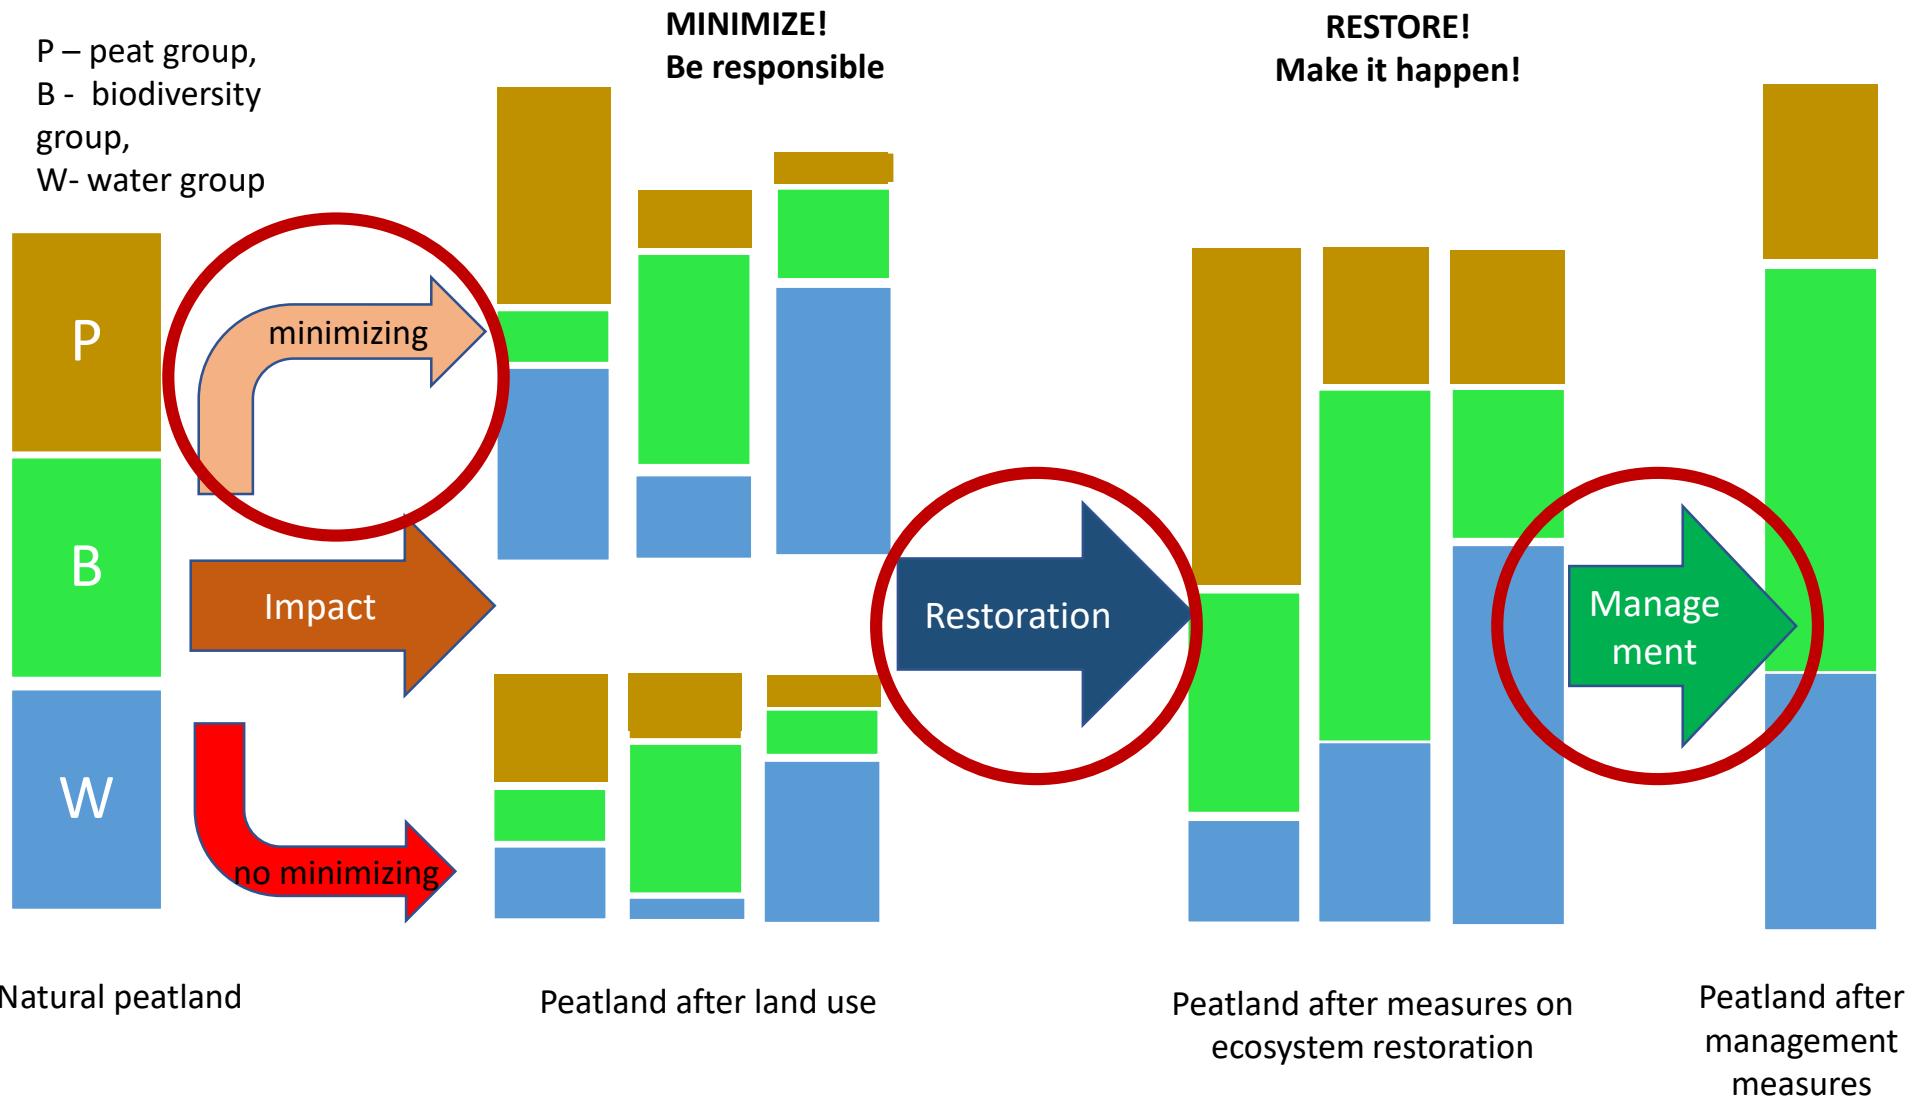 P – peat group,
B -  biodiversity
group,
W- water group
MINIMIZE!
Be responsible
RESTORE!
Make it happen!
P
B
W
minimizing
Impact
no minimizing
Restoration
Manage
ment
Natural peatland
Peatland after land use
Peatland after measures on
ecosystem restoration
Peatland after
management
measures